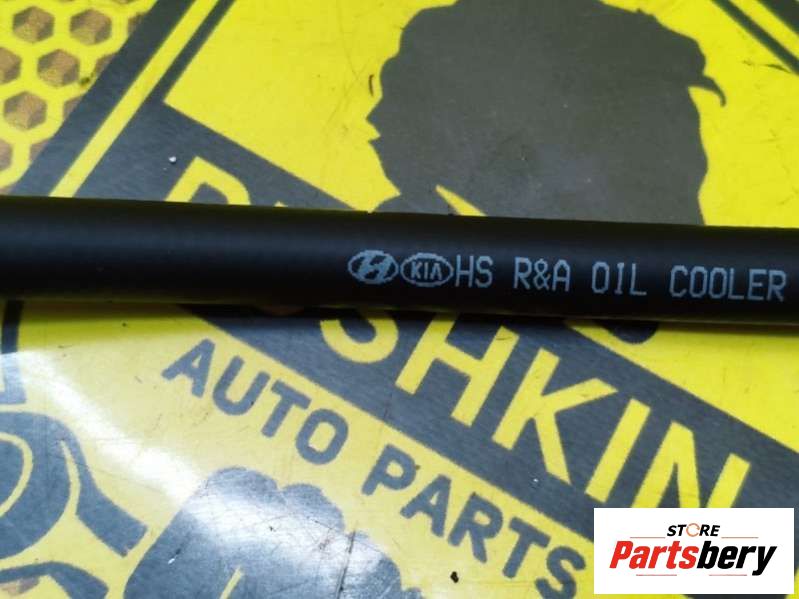 KIA HS R&A OIL COOLER
SHKIN
AUTO PARTS
STORE
Partsbery